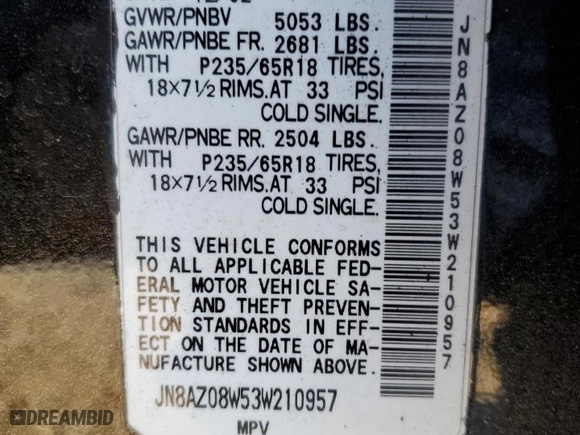 GVWR/PNBV 5053 LBS.
GAWR/PNBE FR. 2681 LBS.
WITH P235/65R18 TIRES,
18×7½ RIMS.AT 33 PSI
COLD SINGLE.
GAWR/PNBE RR. 2504 LBS.
WITH P235/65R18 TIRES,
18×7½ RIMS.AT 33 PSI
COLD SINGLE.
THIS VEHICLE CONFORMS
TO ALL APPLICABLE FED-
ERAL MOTOR VEHICLE SA-
FETY AND THEFT PREVEN-
TION STANDARDS IN EFF-
ECT ON THE DATE OF MA-
NUFACTURE SHOWN ABOVE.
JN8AZ08W53W210957
MPV
JN8AZ08W53W210957
DREAMBID